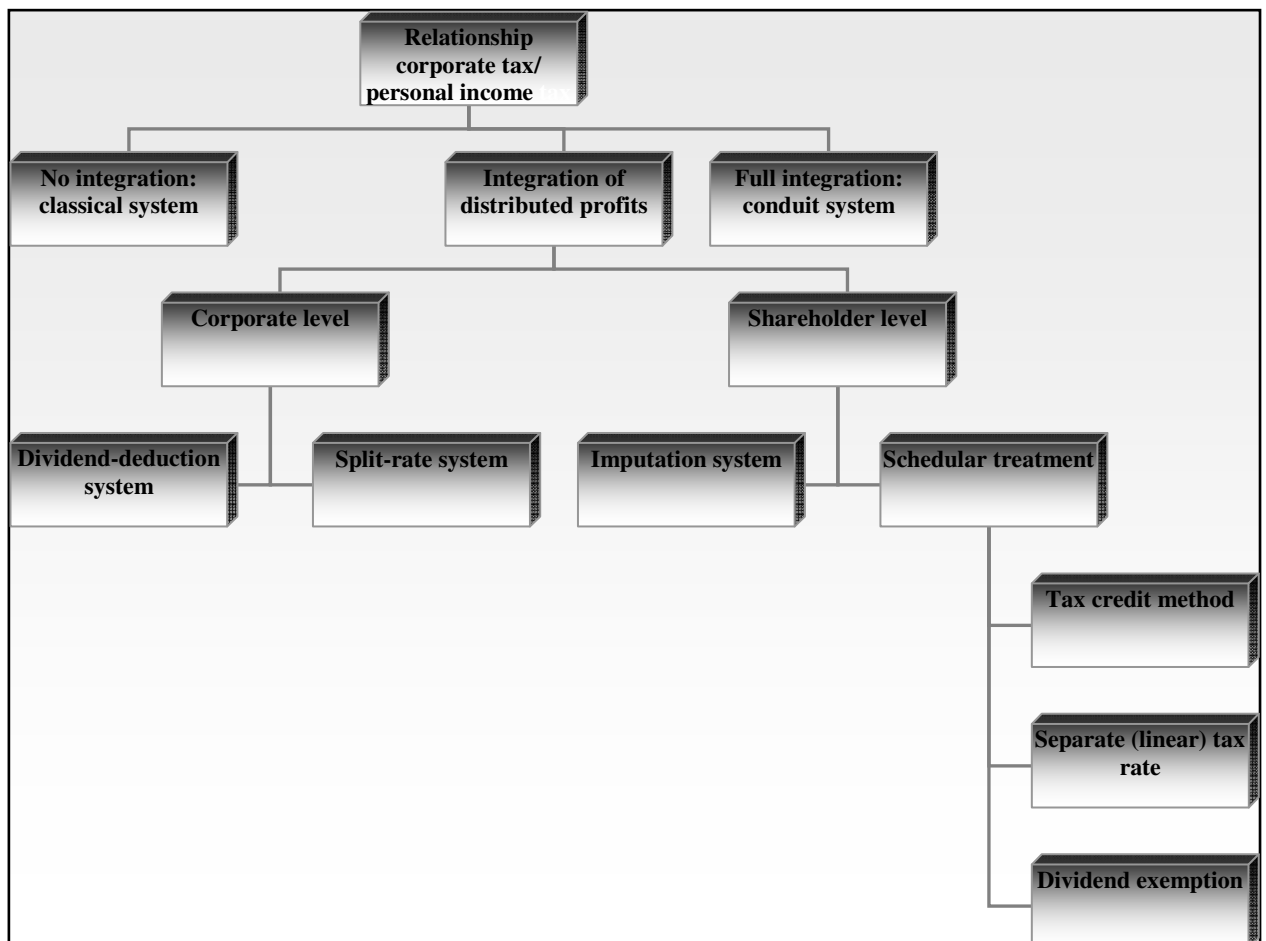 Relationship
corporate tax/
personal income tax
No integration:
classical system
Integration of
distributed profits
Full integration:
conduit system
Corporate level
Shareholder level
Dividend-deduction
system
Split-rate system
Imputation system
Schedular treatment
Tax credit method
Separate (linear) tax
rate
Dividend exemption